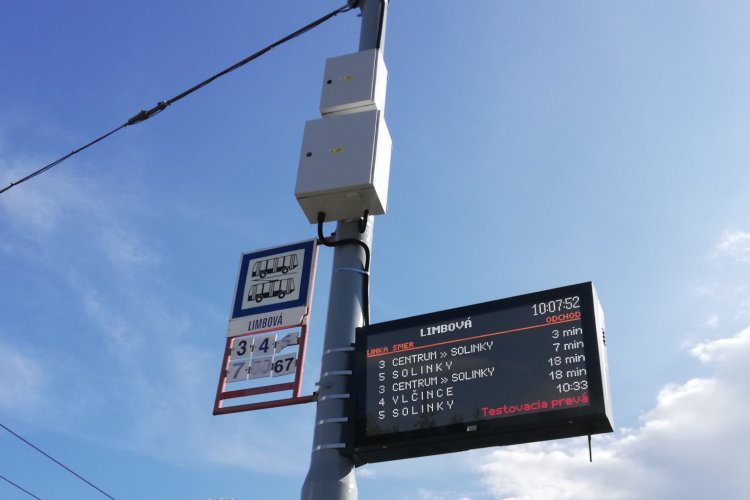 LIMBOVÁ
3 4 6
7 67
LIMBOVÁ 10:07:52
LINKA SMER ODCHOD
3 CENTRUM » SOLINKY 3 min
5 SOLINKY 7 min
3 CENTRUM » SOLINKY 18 min
4 VLČINCE 18 min
5 SOLINKY 10:33
Testovacia prevá